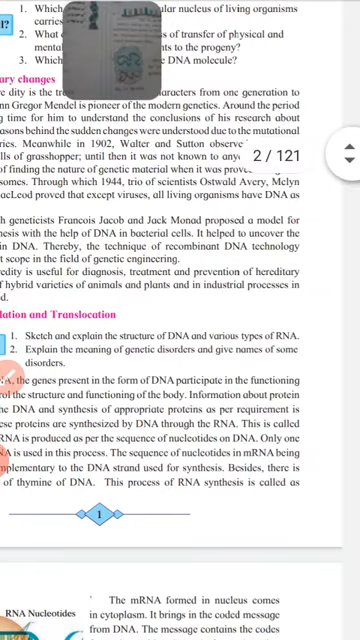 1. Which ular nucleus of living organisms
carries
l?
2. What s of transfer of physical and
mental nts to the progeny?
3. Which e DNA molecule?
ary changes
e dity is the tr haracters from one generation to
nn Gregor Mendel is pioneer of the modern genetics. Around the period
g time for him to understand the conclusions of his research about
asons behind the sudden changes were understood due to the mutational
ries. Meanwhile in 1902, Walter and Sutton observe
lls of grasshopper; until then it was not known to any
2 / 121
of finding the nature of genetic material when it was prove
somes. Through which 1944, trio of scientists Ostwald Avery, Mclyn
acLeod proved that except viruses, all living organisms have DNA as
h geneticists Francois Jacob and Jack Monad proposed a model for
nesis with the help of DNA in bacterial cells. It helped to uncover the
in DNA. Thereby, the technique of recombinant DNA technology
t scope in the field of genetic engineering.
redity is useful for diagnosis, treatment and prevention of hereditary
of hybrid varieties of animals and plants and in industrial processes in
ed.
lation and Translocation
1. Sketch and explain the structure of DNA and various types of RNA.
2. Explain the meaning of genetic disorders and give names of some
disorders.
NA, the genes present in the form of DNA participate in the functioning
rol the structure and functioning of the body. Information about protein
he DNA and synthesis of appropriate proteins as per requirement is
ese proteins are synthesized by DNA through the RNA. This is called
RNA is produced as per the sequence of nucleotides on DNA. Only one
NA is used in this process. The sequence of nucleotides in mRNA being
mplementary to the DNA strand used for synthesis. Besides, there is
of thymine of DNA. This process of RNA synthesis is called as
1
The mRNA formed in nucleus comes
RNA Nucleotides
in cytoplasm. It brings in the coded message
from DNA. The message contains the codes